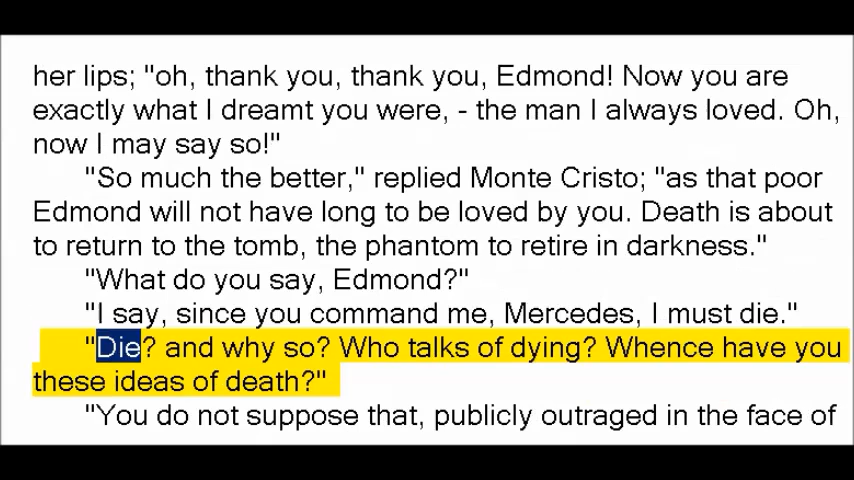 her lips; "oh, thank you, thank you, Edmond! Now you are
exactly what I dreamt you were, - the man I always loved. Oh,
now I may say so!"
"So much the better," replied Monte Cristo; "as that poor
Edmond will not have long to be loved by you. Death is about
to return to the tomb, the phantom to retire in darkness."
"What do you say, Edmond?"
"I say, since you command me, Mercedes, I must die."
"Die? and why so? Who talks of dying? Whence have you
these ideas of death?"
"You do not suppose that, publicly outraged in the face of